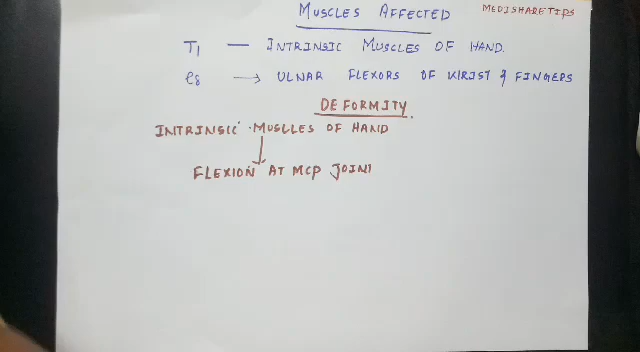 MUSCLES AFFECTED
MEDISHARETIPS
T1 — INTRINSIC MUSCLES OF HAND.
C8 → ULNAR FLEXORS OF WRIST & FINGERS
DEFORMITY.
INTRINSIC MUSCLES OF HAND
FLEXION AT MCP JOINT